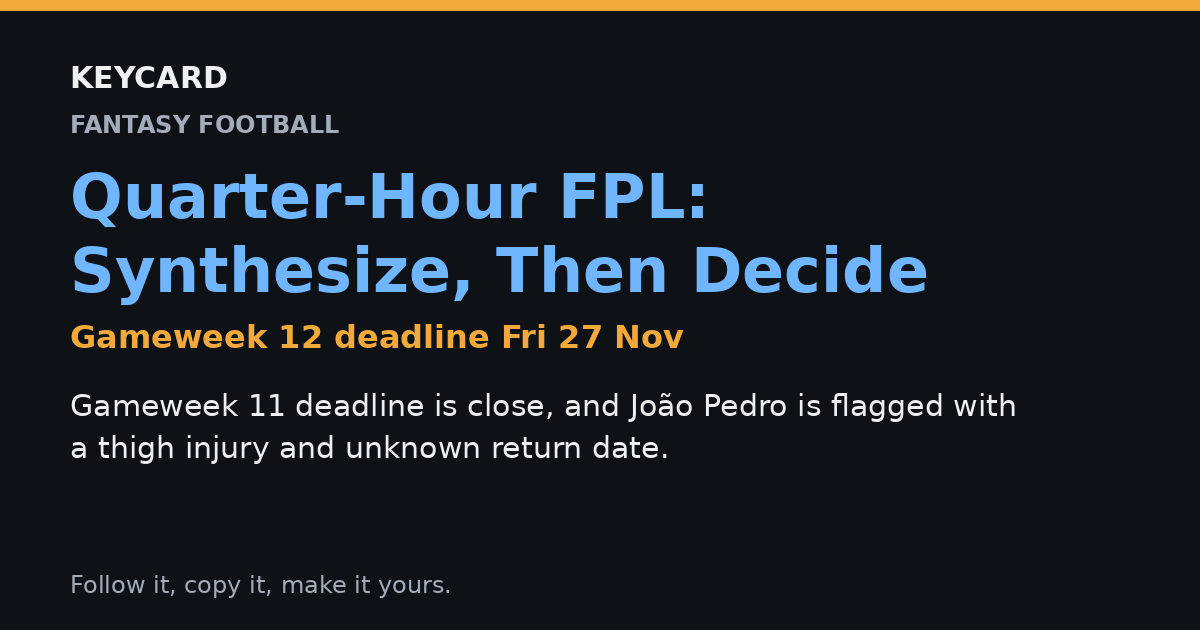 KEYCARD
FANTASY FOOTBALL
Quarter-Hour FPL:
Synthesize, Then Decide
Gameweek 12 deadline Fri 27 Nov
Gameweek 11 deadline is close, and João Pedro is flagged with
a thigh injury and unknown return date.
Follow it, copy it, make it yours.